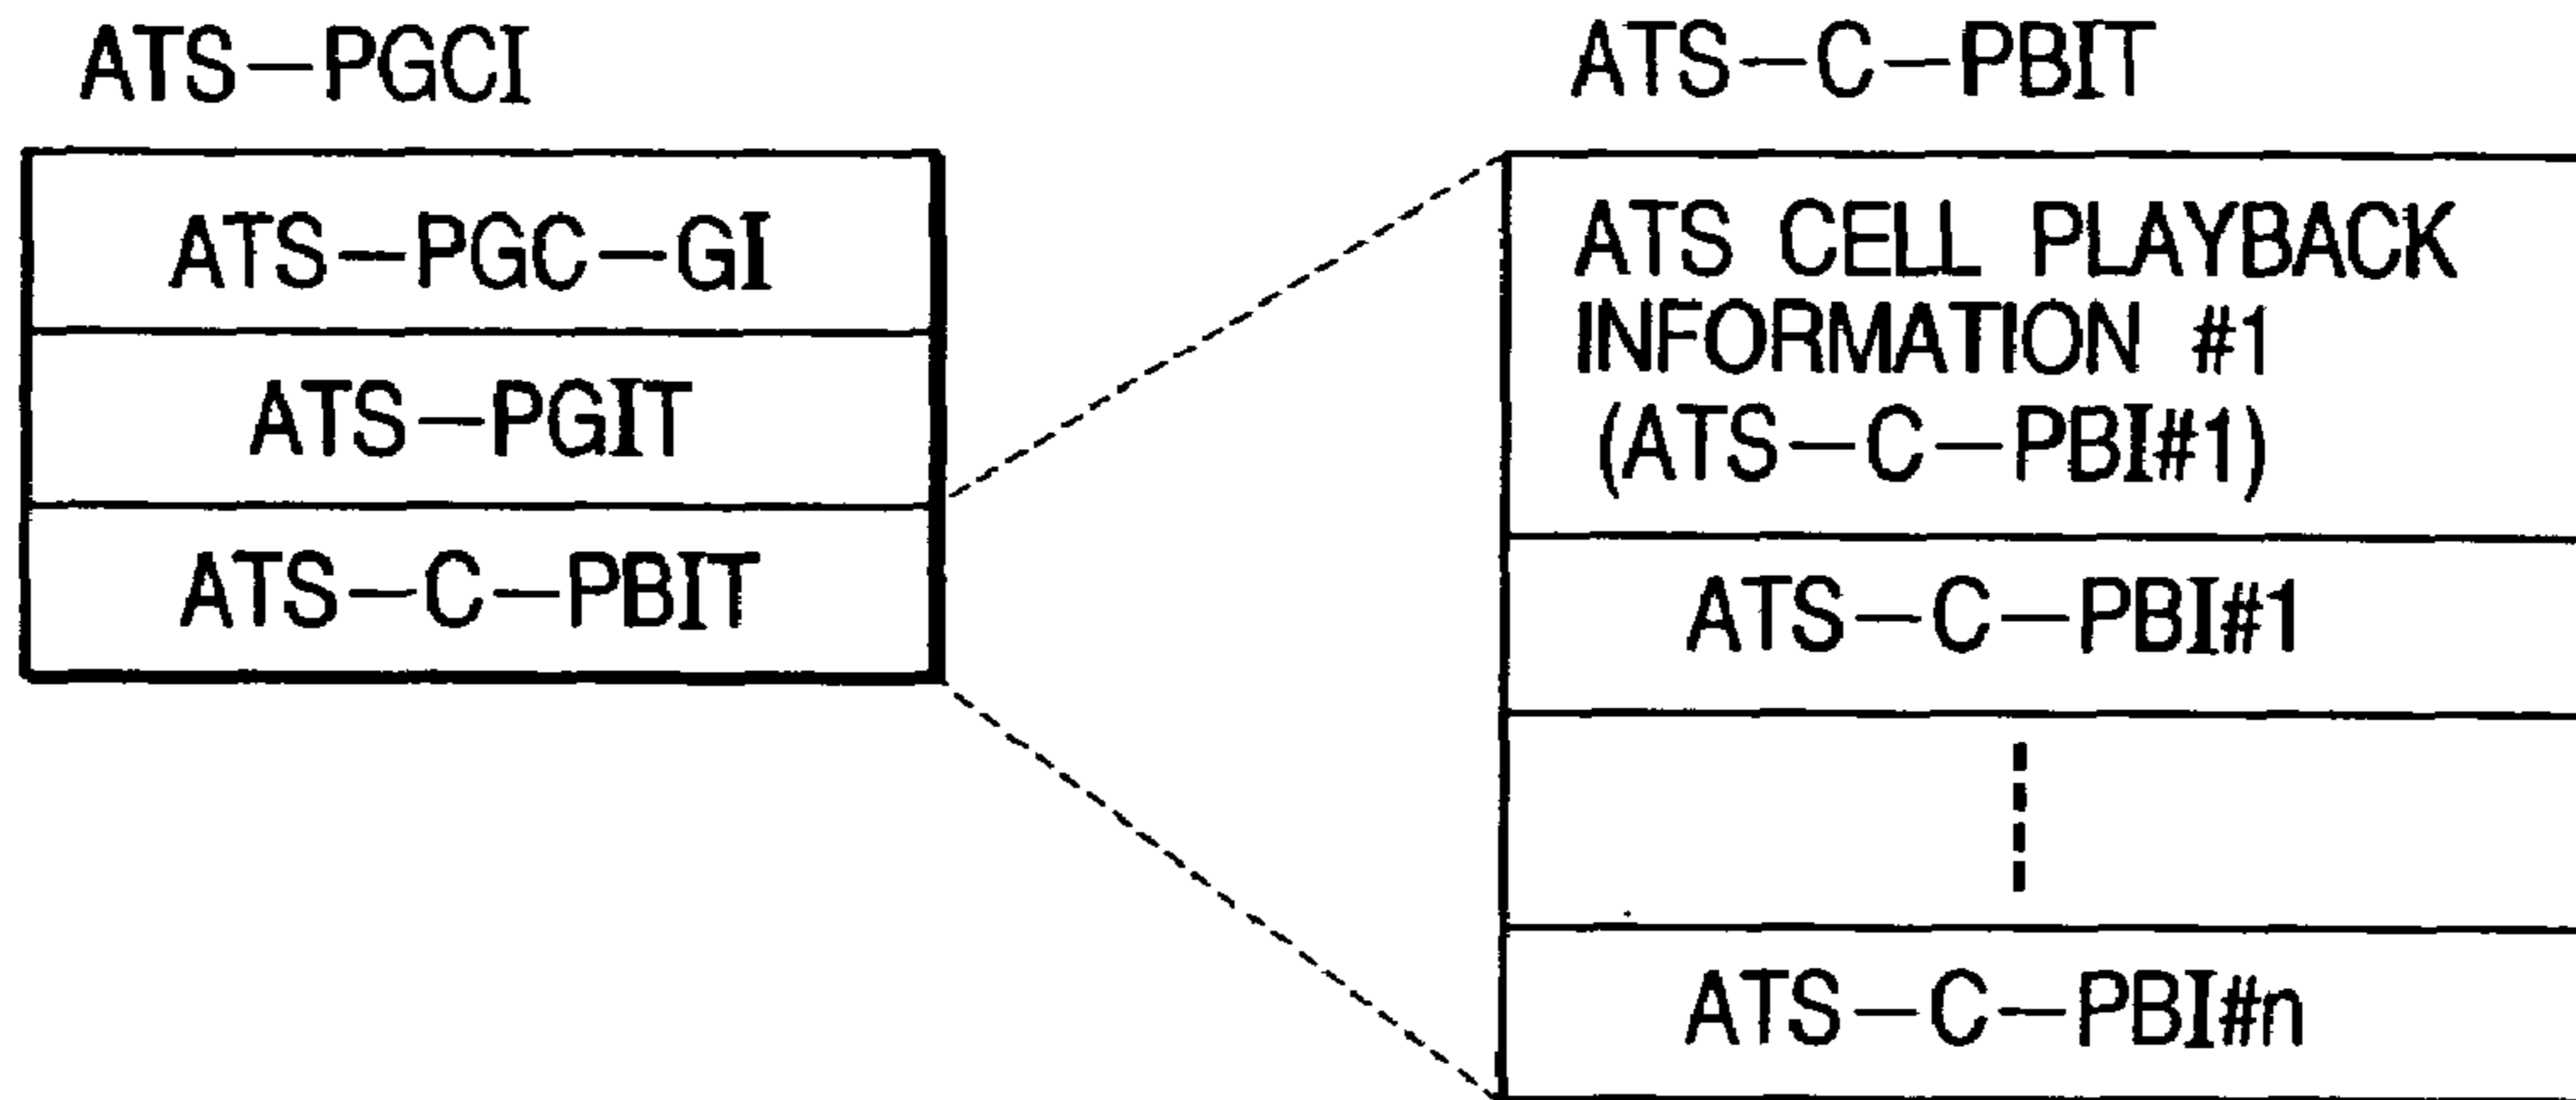 ATS-PGCI
ATS-PGC-GI
ATS-PGIT
ATS-C-PBIT
ATS-C-PBIT
ATS CELL PLAYBACK
INFORMATION #1
(ATS-C-PBI#1)
ATS-C-PBI#1
ATS-C-PBI#n